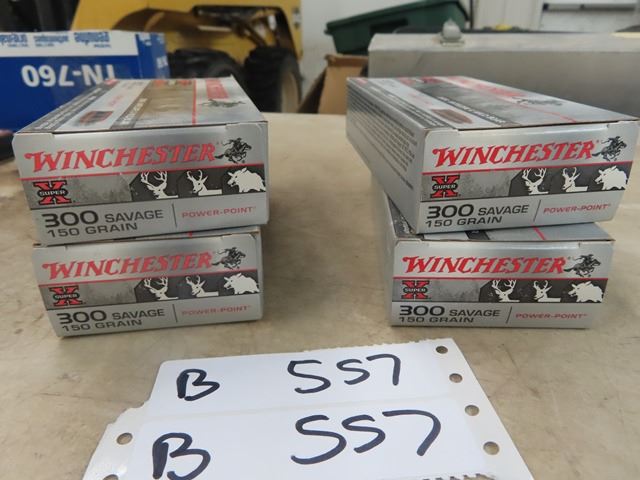 TN-760
WINCHESTER
SUPER X
300 SAVAGE
150 GRAIN
POWER-POINT®
WINCHESTER
SUPER X
300 SAVAGE
150 GRAIN
POWER-POINT®
WINCHESTER
SUPER X
300 SAVAGE
150 GRAIN
POWER-POINT®
WINCHESTER
SUPER X
300 SAVAGE
150 GRAIN
POWER-POINT®
B 557
B 557